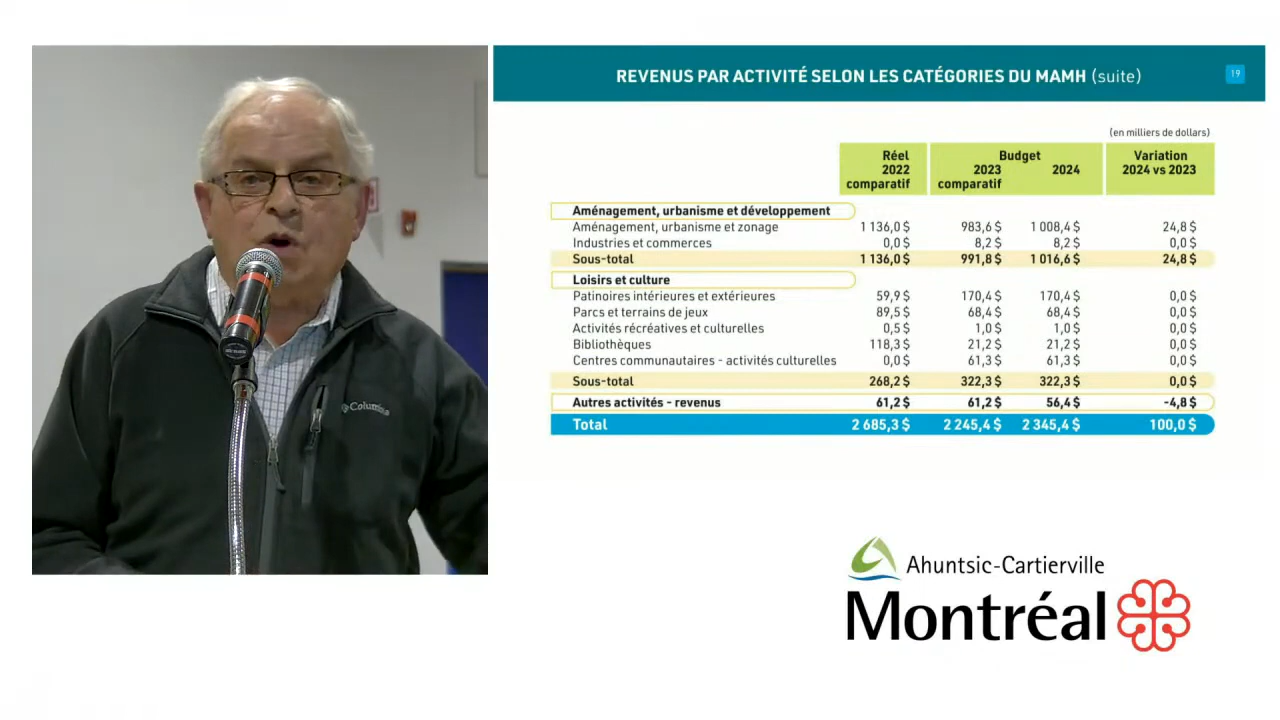 REVENUS PAR ACTIVITÉ SELON LES CATÉGORIES DU MAMH (suite)
19
(en milliers de dollars)
Réel Budget Variation
2022 2023 2024 2024 vs 2023
comparatif comparatif
Aménagement, urbanisme et développement
Aménagement, urbanisme et zonage 1 136,0 $ 983,6 $ 1 008,4 $ 24,8 $
Industries et commerces 0,0 $ 8,2 $ 8,2 $ 0,0 $
Sous-total 1 136,0 $ 991,8 $ 1 016,6 $ 24,8 $
Loisirs et culture
Patinoires intérieures et extérieures 59,9 $ 170,4 $ 170,4 $ 0,0 $
Parcs et terrains de jeux 89,5 $ 68,4 $ 68,4 $ 0,0 $
Activités récréatives et culturelles 0,5 $ 1,0 $ 1,0 $ 0,0 $
Bibliothèques 118,3 $ 21,2 $ 21,2 $ 0,0 $
Centres communautaires - activités culturelles 0,0 $ 61,3 $ 61,3 $ 0,0 $
Sous-total 268,2 $ 322,3 $ 322,3 $ 0,0 $
Autres activités - revenus 61,2 $ 61,2 $ 56,4 $ -4,8 $
Total 2 685,3 $ 2 245,4 $ 2 345,4 $ 100,0 $
Columbia
Ahuntsic-Cartierville
Montréal